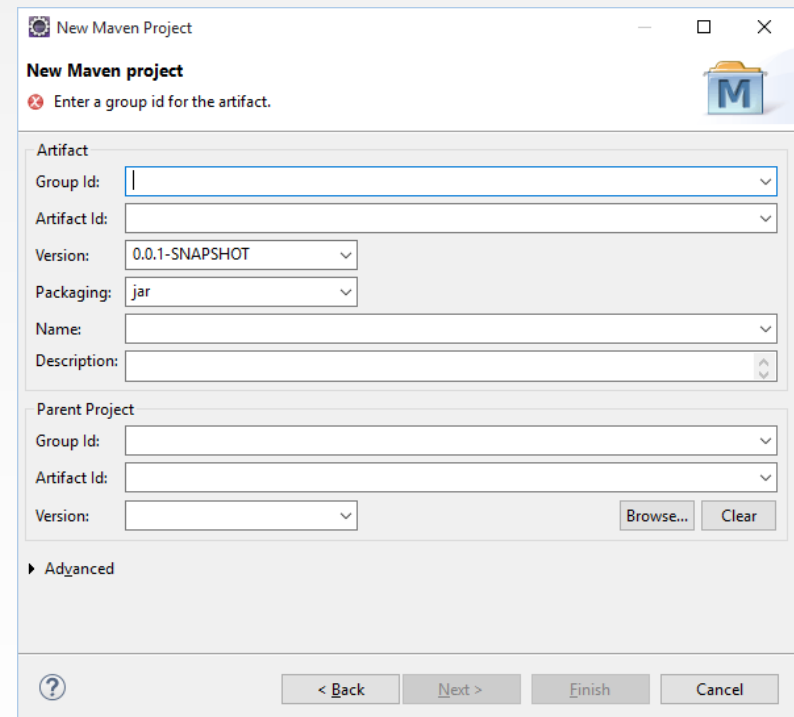 New Maven Project
New Maven project
Enter a group id for the artifact.
M
Artifact
Group Id:
Artifact Id:
Version: 0.0.1-SNAPSHOT
Packaging: jar
Name:
Description:
Parent Project
Group Id:
Artifact Id:
Version: Browse... Clear
Advanced
? < Back Next > Finish Cancel